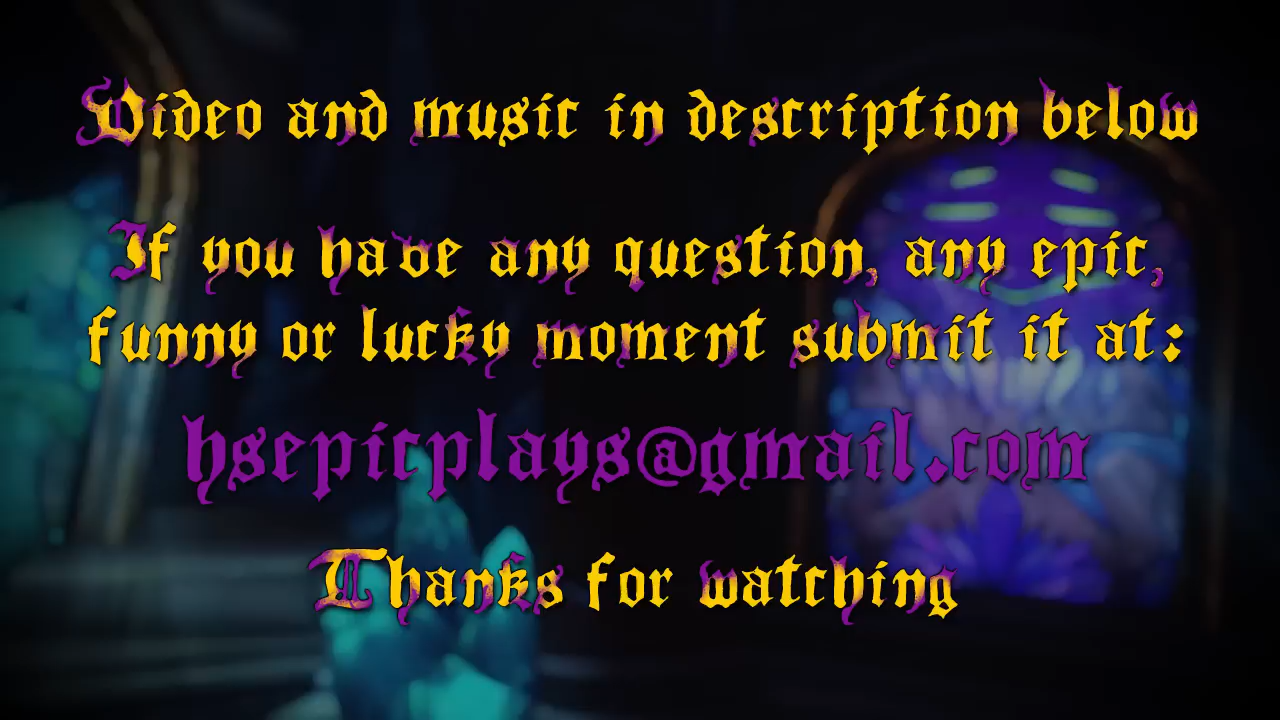 Video and music in description below
If you have any question, any epic,
funny or lucky moment submit it at:
hsepicplays@gmail.com
Thanks for watching